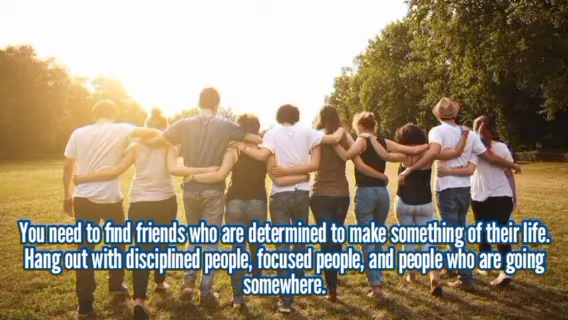 You need to find friends who are determined to make something of their life.
Hang out with disciplined people, focused people, and people who are going
somewhere.